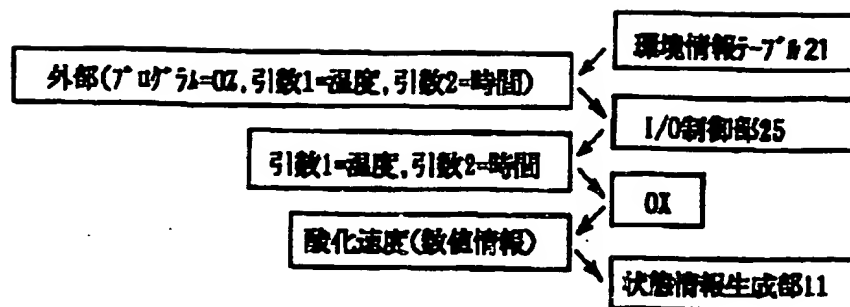 環境情報テーブル21
外部(プログラム=OX,引数1=温度,引数2=時間)
I/O制御部25
引数1=温度,引数2=時間
OX
酸化速度(数値情報)
状態情報生成部11